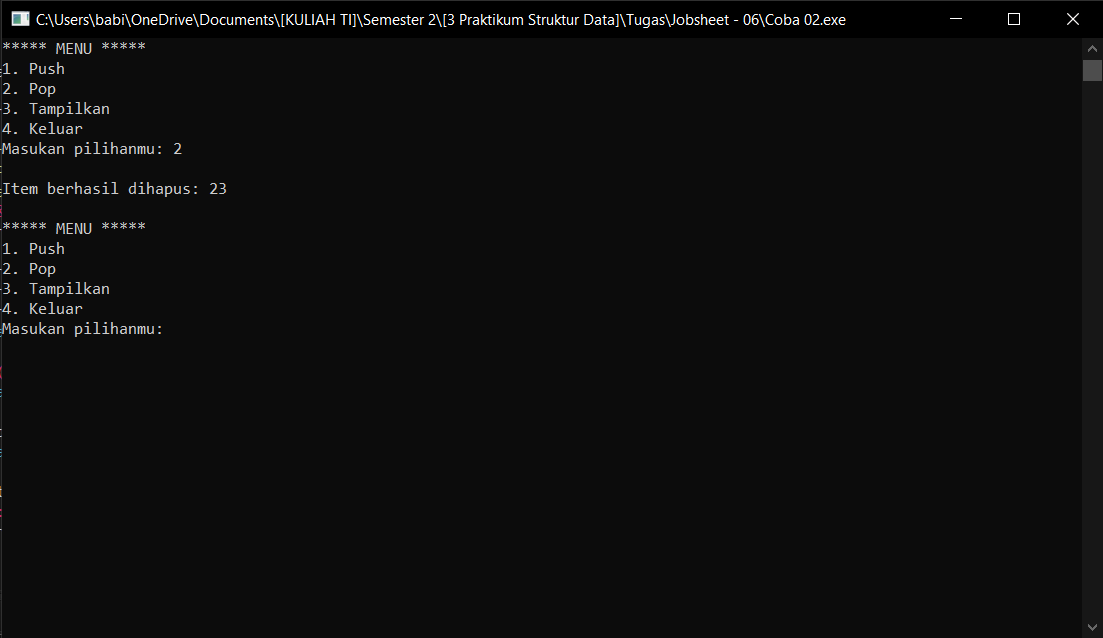 C:\Users\babi\OneDrive\Documents\[KULIAH TI]\Semester 2\[3 Praktikum Struktur Data]\Tugas\Jobsheet - 06\Coba 02.exe
***** MENU *****
1. Push
2. Pop
3. Tampilkan
4. Keluar
Masukan pilihanmu: 2
Item berhasil dihapus: 23
***** MENU *****
1. Push
2. Pop
3. Tampilkan
4. Keluar
Masukan pilihanmu: